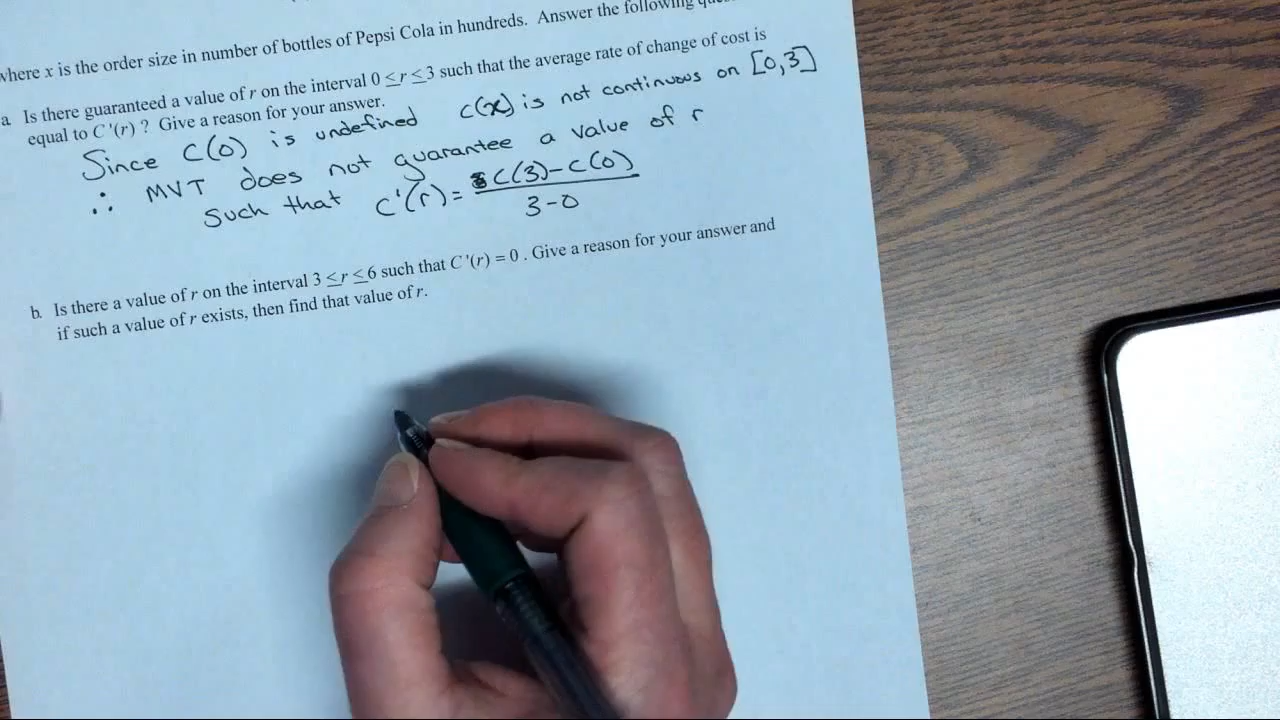 where x is the order size in number of bottles of Pepsi Cola in hundreds. Answer the following
a Is there guaranteed a value of r on the interval 0 ≤ r ≤ 3 such that the average rate of change of cost is
equal to C'(r) ? Give a reason for your answer.
Since C(0) is undefined C(x) is not continuous on [0,3]
∴ MVT does not guarantee a value of r
such that C'(r) = C(3)-C(0) / 3-0
b. Is there a value of r on the interval 3 ≤ r ≤ 6 such that C'(r) = 0 . Give a reason for your answer and
if such a value of r exists, then find that value of r.